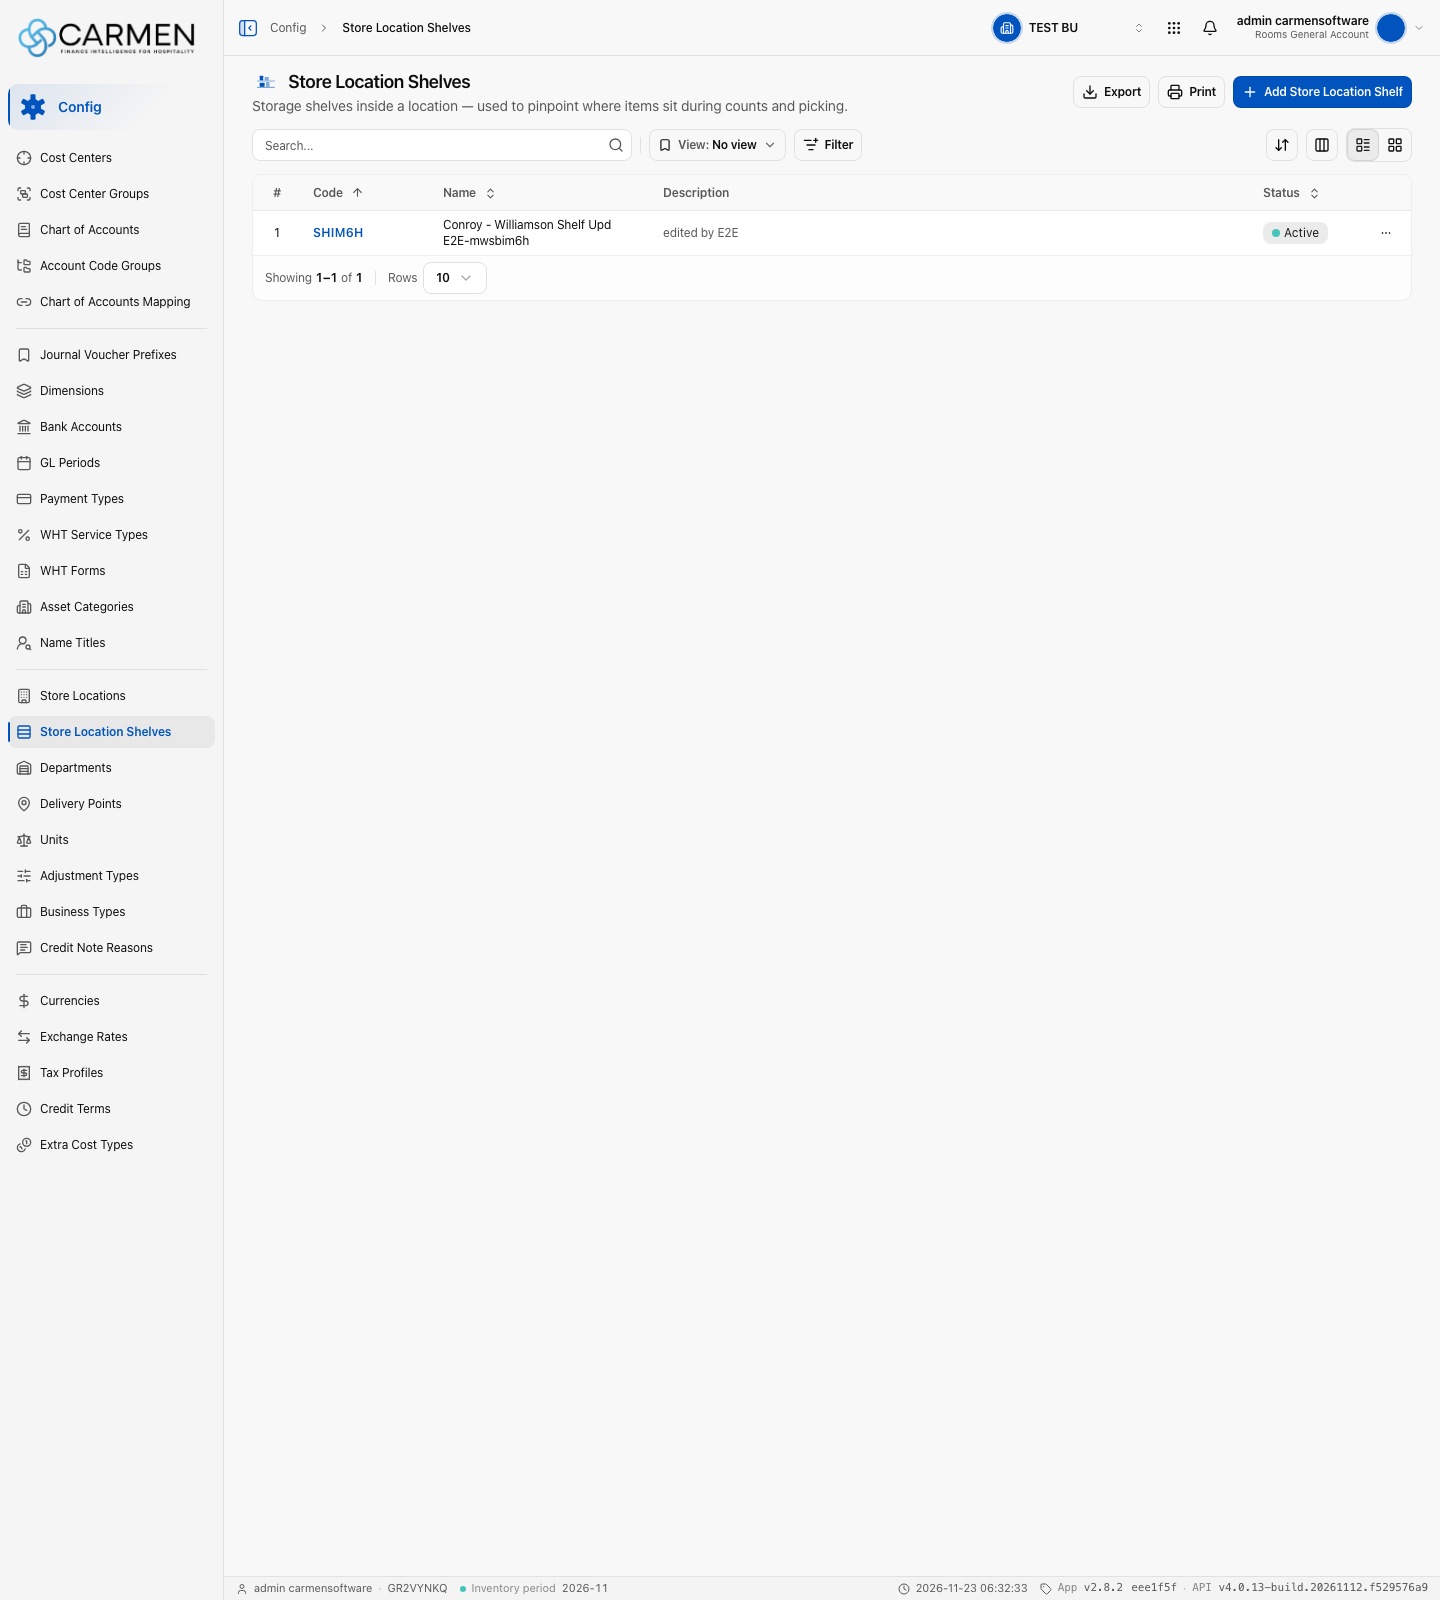 CARMEN
FINANCE INTELLIGENCE FOR HOSPITALITY
Config
Cost Centers
Cost Center Groups
Chart of Accounts
Account Code Groups
Chart of Accounts Mapping
Journal Voucher Prefixes
Dimensions
Bank Accounts
GL Periods
Payment Types
WHT Service Types
WHT Forms
Asset Categories
Name Titles
Store Locations
Store Location Shelves
Departments
Delivery Points
Units
Adjustment Types
Business Types
Credit Note Reasons
Currencies
Exchange Rates
Tax Profiles
Credit Terms
Extra Cost Types
Config > Store Location Shelves
TEST BU
admin carmensoftware
Rooms General Account
Store Location Shelves
Storage shelves inside a location — used to pinpoint where items sit during counts and picking.
Export
Print
Add Store Location Shelf
Search...
View: No view
Filter
# Code Name Description Status
1 SHIM6H Conroy - Williamson Shelf Upd E2E-mwsbim6h edited by E2E Active ...
Showing 1–1 of 1 Rows 10
admin carmensoftware · GR2VYNKQ Inventory period 2026-11
2026-11-23 06:32:33 App v2.8.2 eee1f5f · API v4.0.13-build.20261112.f529576a9